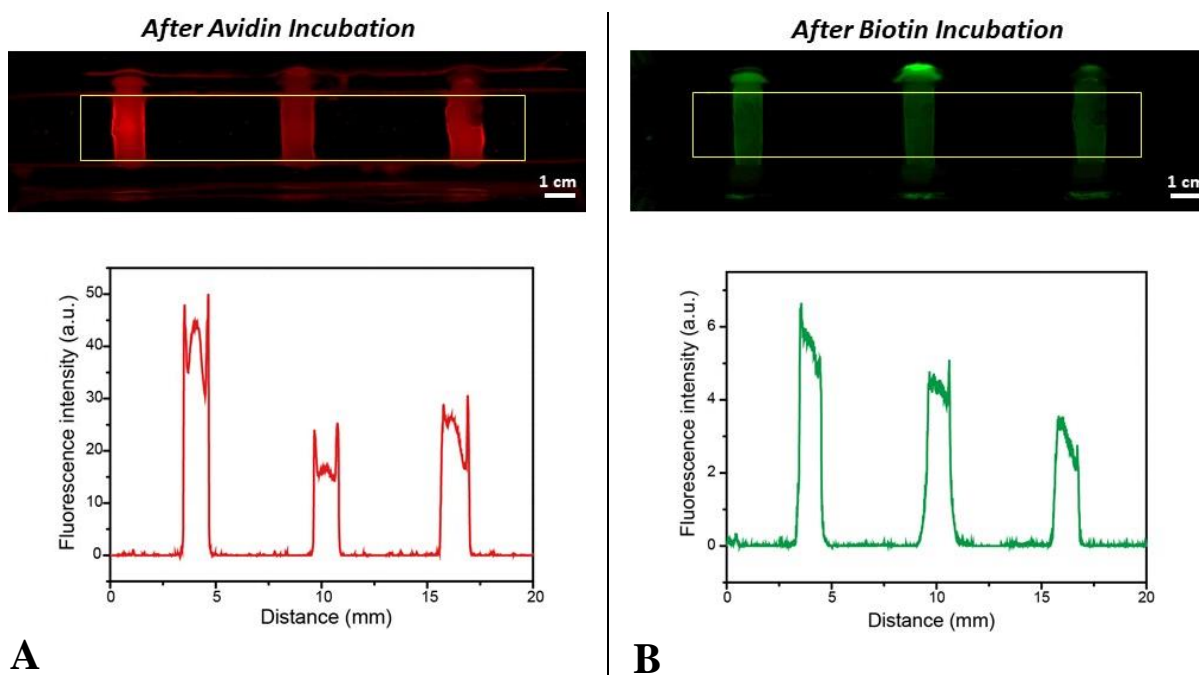 After Avidin Incubation
1 cm
Fluorescence intensity (a.u.)
50
40
30
20
10
0
0 5 10 15 20
Distance (mm)
A
After Biotin Incubation
1 cm
Fluorescence intensity (a.u.)
6
4
2
0
0 5 10 15 20
Distance (mm)
B